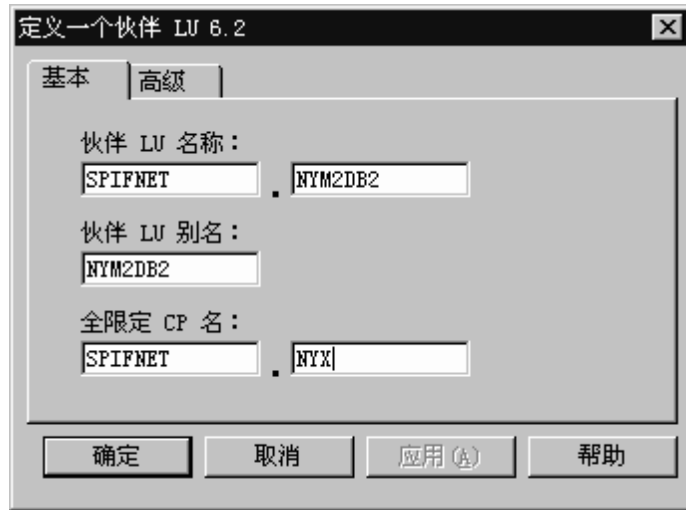 定义一个伙伴 LU 6.2
基本 高级
伙伴 LU 名称：
SPIFNET . NYM2DB2
伙伴 LU 别名：
NYM2DB2
全限定 CP 名：
SPIFNET . NYX
确定 取消 应用(A) 帮助